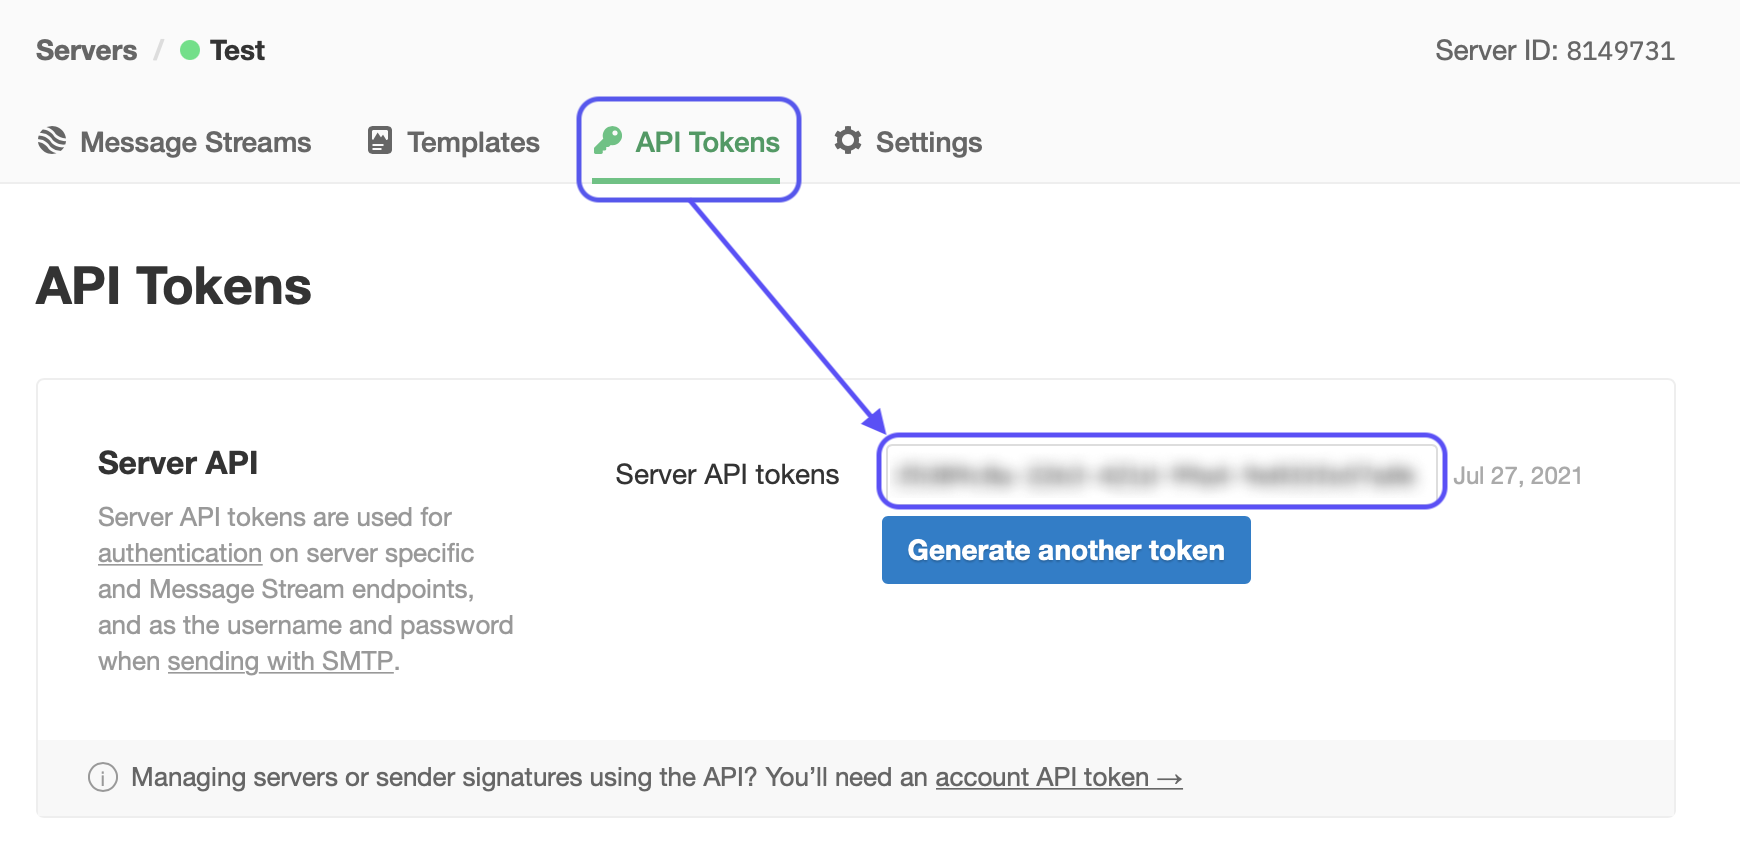 Servers / Test
Server ID: 8149731
Message Streams
Templates
API Tokens
Settings
API Tokens
Server API
Server API tokens are used for
authentication on server specific
and Message Stream endpoints,
and as the username and password
when sending with SMTP.
Server API tokens
Jul 27, 2021
Generate another token
Managing servers or sender signatures using the API? You’ll need an account API token →